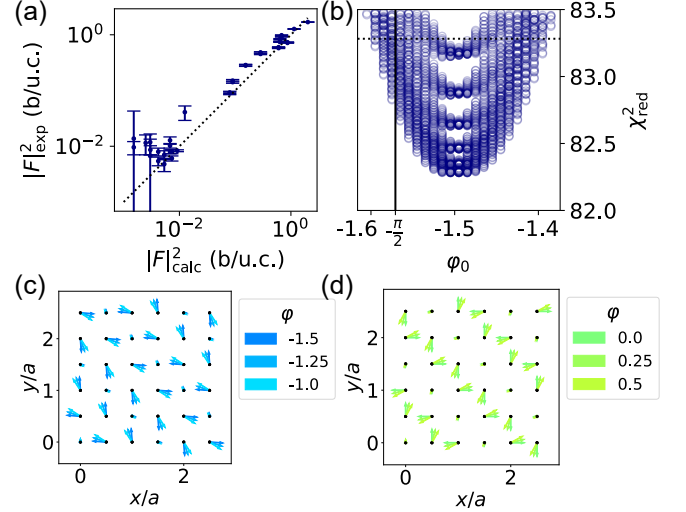 (a)
10⁰
10⁻²
|F|²exp (b/u.c.)
10⁻²
10⁰
|F|²calc (b/u.c.)
(b)
83.5
83.0
82.5
82.0
χ²red
-1.6
-π/2
-1.5
-1.4
φ₀
(c)
2
1
0
y/a
0
2
x/a
φ
-1.5
-1.25
-1.0
(d)
2
1
0
y/a
0
2
x/a
φ
0.0
0.25
0.5